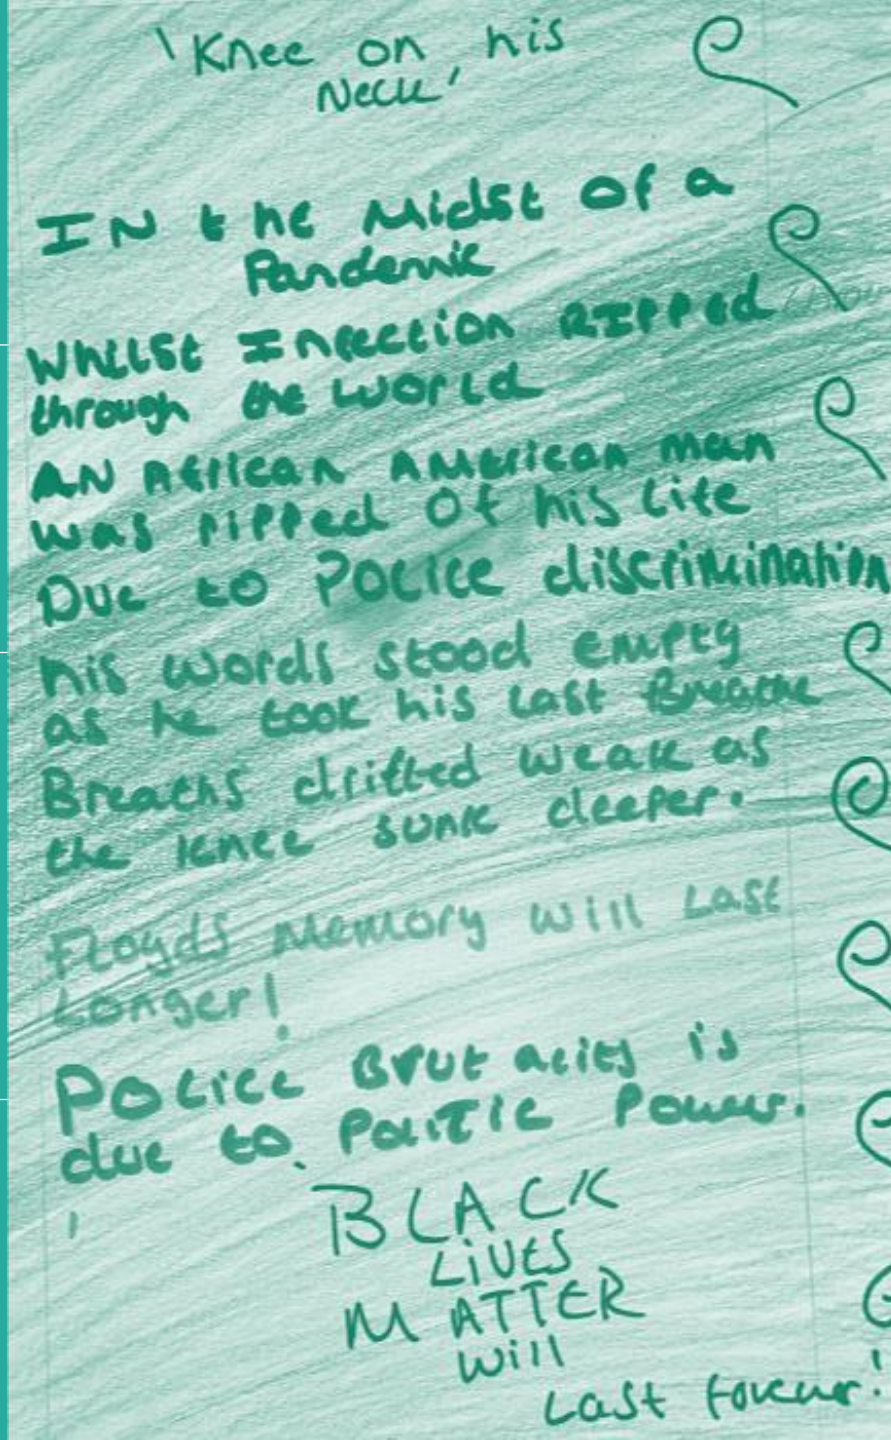 'Knee on his
Neck'
IN the Midst of a
Pandemic
Whilst Infection RIPPed
through the world
AN African American man
was ripped of his life
Due to Police discrimination
his words stood empty
as he took his last Breathe
Breaths drifted weak as
the knee sunk deeper.
Floyds Memory will Last
Longer!
Police Brutality is
due to Politic Power.
BLACK
LiVES
MATTER
Will
Last forever!